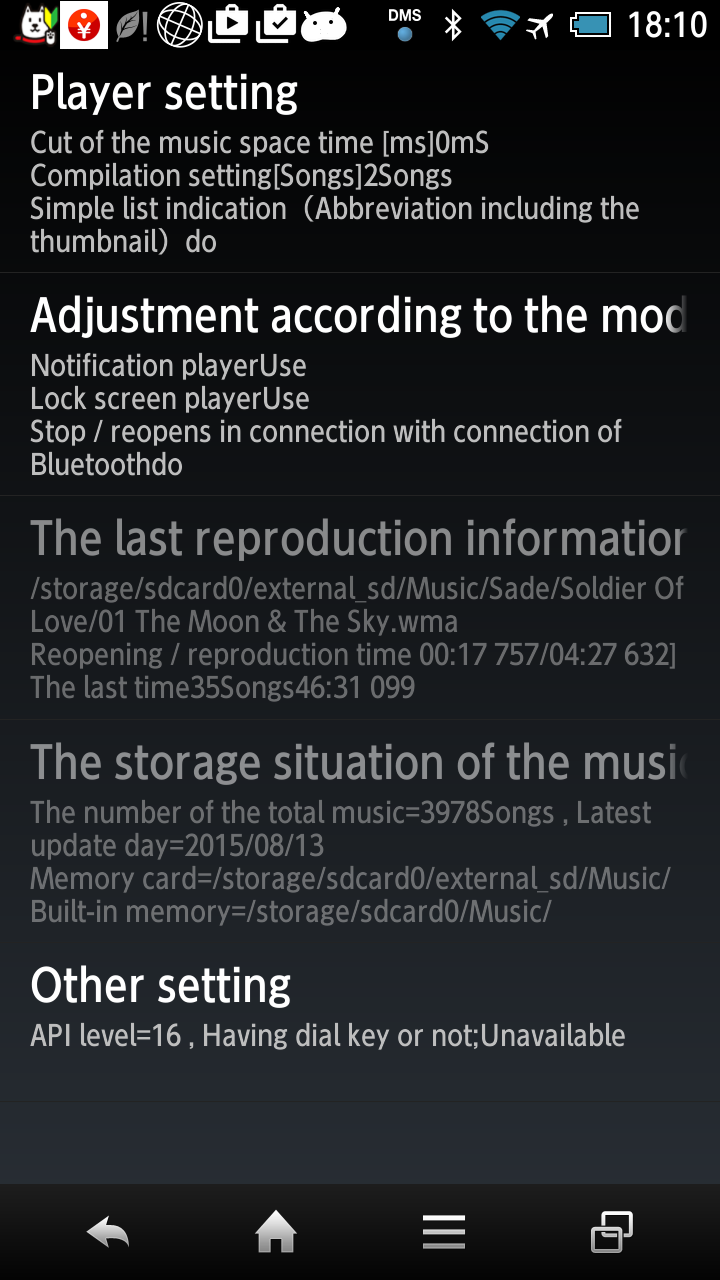 DMS
18:10
Player setting
Cut of the music space time [ms]0mS
Compilation setting[Songs]2Songs
Simple list indication（Abbreviation including the
thumbnail）do
Adjustment according to the mod
Notification playerUse
Lock screen playerUse
Stop / reopens in connection with connection of
Bluetoothdo
The last reproduction information
/storage/sdcard0/external_sd/Music/Sade/Soldier Of
Love/01 The Moon & The Sky.wma
Reopening / reproduction time 00:17 757/04:27 632]
The last time35Songs46:31 099
The storage situation of the music
The number of the total music=3978Songs , Latest
update day=2015/08/13
Memory card=/storage/sdcard0/external_sd/Music/
Built-in memory=/storage/sdcard0/Music/
Other setting
API level=16 , Having dial key or not;Unavailable